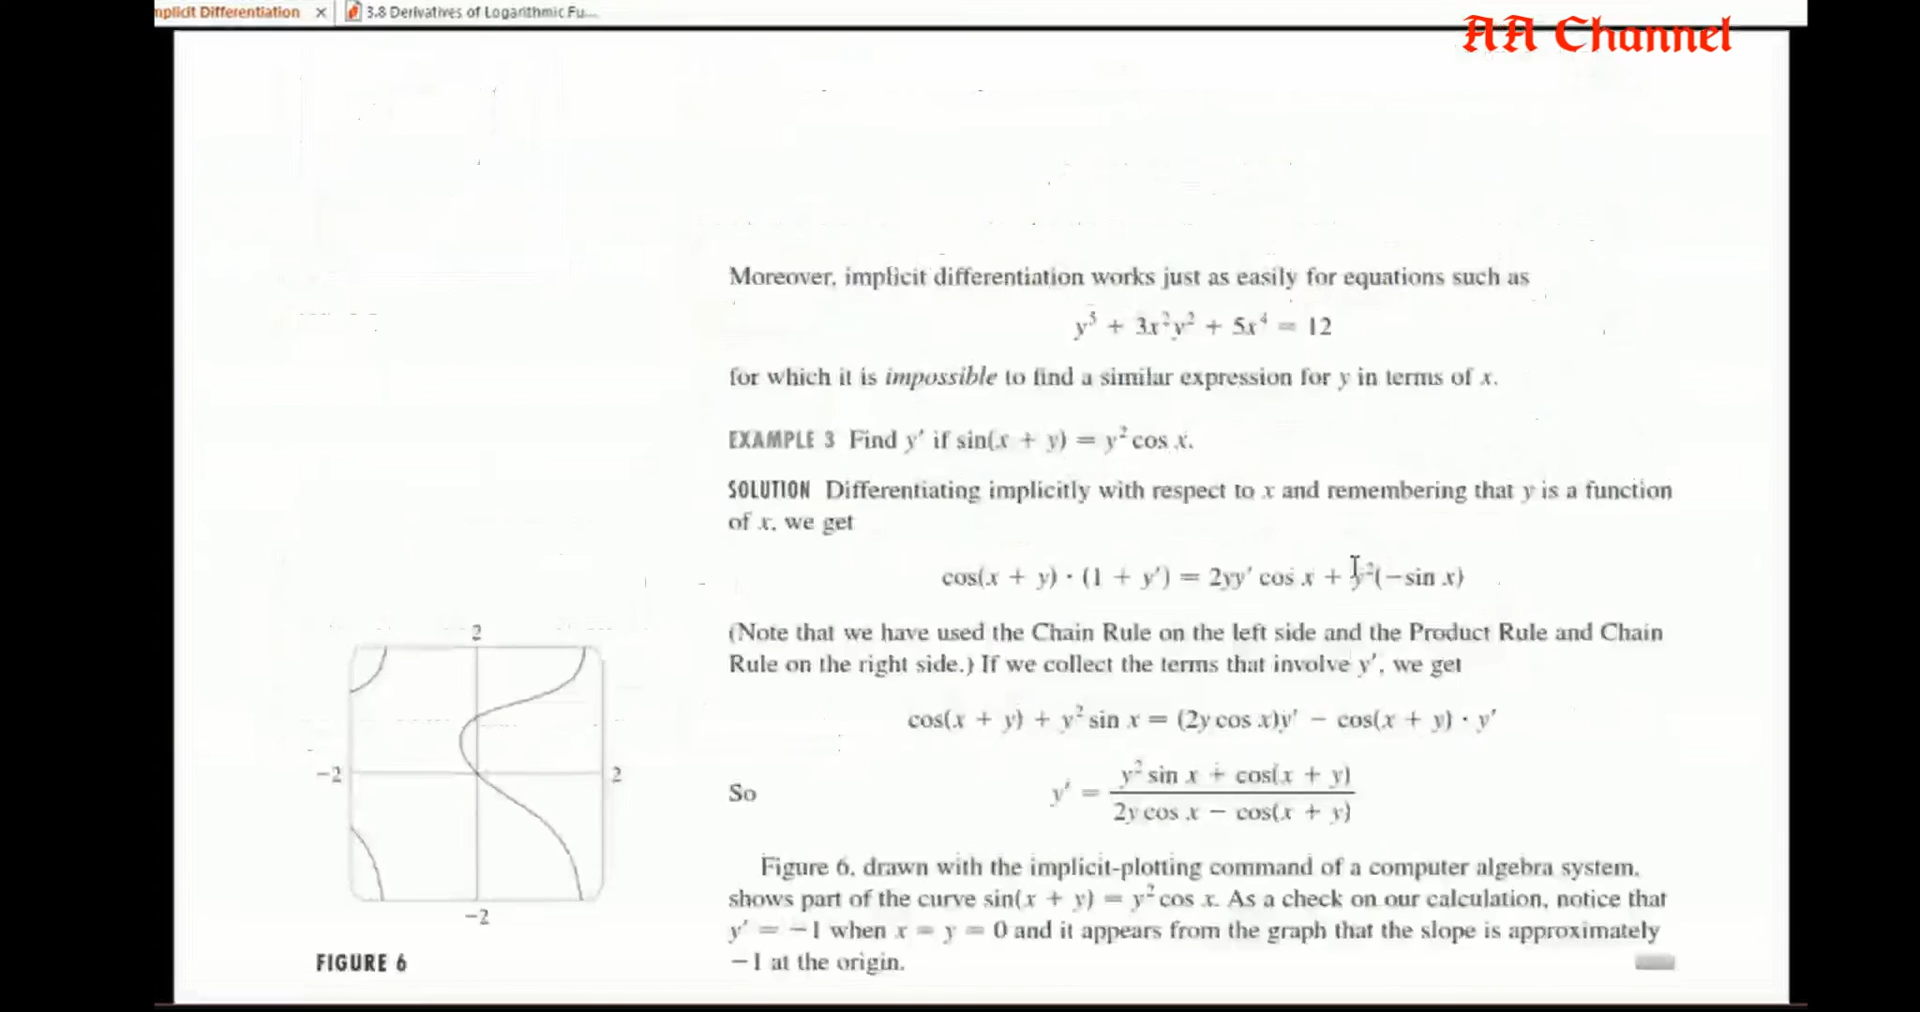 mplicit Differentiation × 3.8 Derivatives of Logarithmic Fu...
AA Channel
Moreover, implicit differentiation works just as easily for equations such as
y⁵ + 3x²y² + 5x⁴ = 12
for which it is impossible to find a similar expression for y in terms of x.
EXAMPLE 3 Find y′ if sin(x + y) = y² cos x.
SOLUTION Differentiating implicitly with respect to x and remembering that y is a function
of x, we get
cos(x + y) · (1 + y′) = 2yy′ cos x + y²(−sin x)
(Note that we have used the Chain Rule on the left side and the Product Rule and Chain
Rule on the right side.) If we collect the terms that involve y′, we get
cos(x + y) + y² sin x = (2y cos x)y′ − cos(x + y) · y′
So y′ = (y² sin x + cos(x + y)) / (2y cos x − cos(x + y))
Figure 6, drawn with the implicit-plotting command of a computer algebra system,
shows part of the curve sin(x + y) = y² cos x. As a check on our calculation, notice that
y′ = −1 when x = y = 0 and it appears from the graph that the slope is approximately
−1 at the origin.
2
−2 2
−2
FIGURE 6